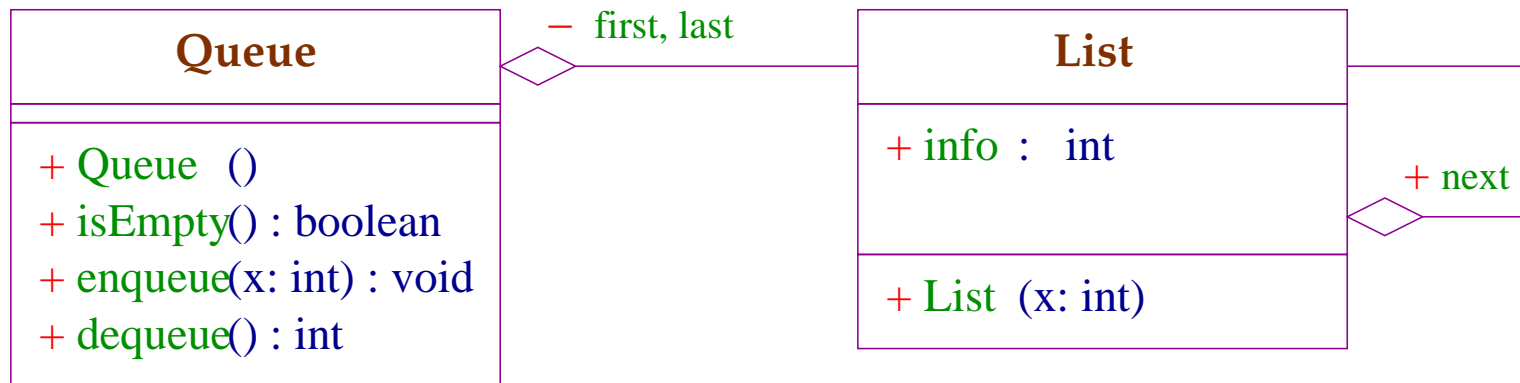 Queue
+ Queue ()
+ isEmpty() : boolean
+ enqueue(x: int) : void
+ dequeue() : int
− first, last
List
+ info : int
+ next
+ List (x: int)